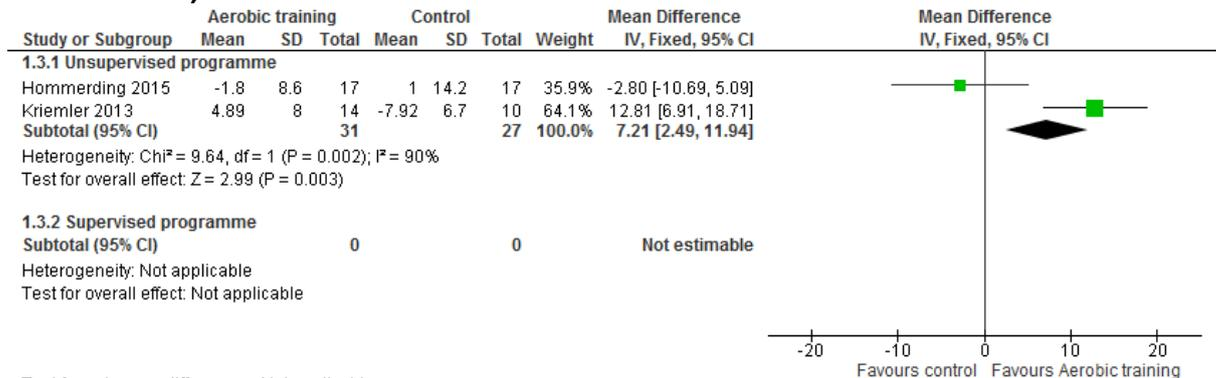 Aerobic training Control Mean Difference Mean Difference
Study or Subgroup Mean SD Total Mean SD Total Weight IV, Fixed, 95% CI IV, Fixed, 95% CI
1.3.1 Unsupervised programme
Hommerding 2015 -1.8 8.6 17 1 14.2 17 35.9% -2.80 [-10.69, 5.09]
Kriemler 2013 4.89 8 14 -7.92 6.7 10 64.1% 12.81 [6.91, 18.71]
Subtotal (95% CI) 31 27 100.0% 7.21 [2.49, 11.94]
Heterogeneity: Chi² = 9.64, df = 1 (P = 0.002); I² = 90%
Test for overall effect: Z = 2.99 (P = 0.003)
1.3.2 Supervised programme
Subtotal (95% CI) 0 0 Not estimable
Heterogeneity: Not applicable
Test for overall effect: Not applicable
-20 -10 0 10 20
Favours control Favours Aerobic training